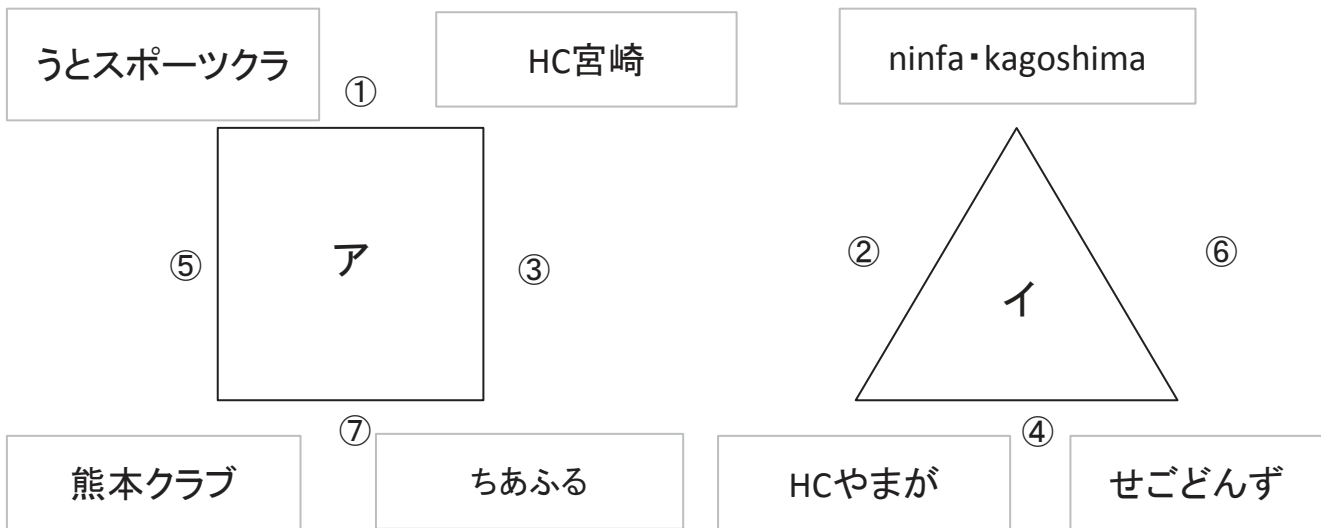 うとスポーツクラ
HC宮崎
ninfa・kagoshima
①
⑤
ア
③
②
イ
⑥
⑦
④
熊本クラブ
ちあふる
HCやまが
せごどんず